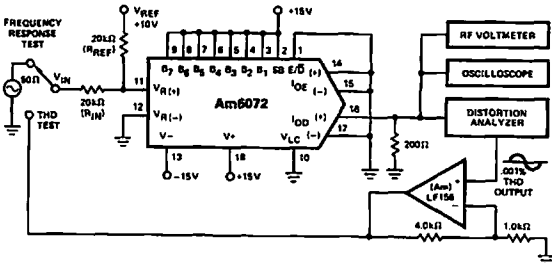 FREQUENCY
RESPONSE
TEST
50Ω
VIN
THD
TEST
20kΩ
(RREF)
VREF
+10V
20kΩ
(RIN)
+15V
9 8 7 6 5 4 3 2 1
B7 B6 B5 B4 B3 B2 B1 SB E/D (+)
IOE
(−)
11
VR(+)
12
VR(−)
Am6072
IOD (+)
(−)
VLC
V−
V+
14
15
16
17
13
18
10
−15V
+15V
200Ω
RF VOLTMETER
OSCILLOSCOPE
DISTORTION
ANALYZER
.001%
THD
OUTPUT
(Am)
LF156
+
−
4.0kΩ
1.0kΩ